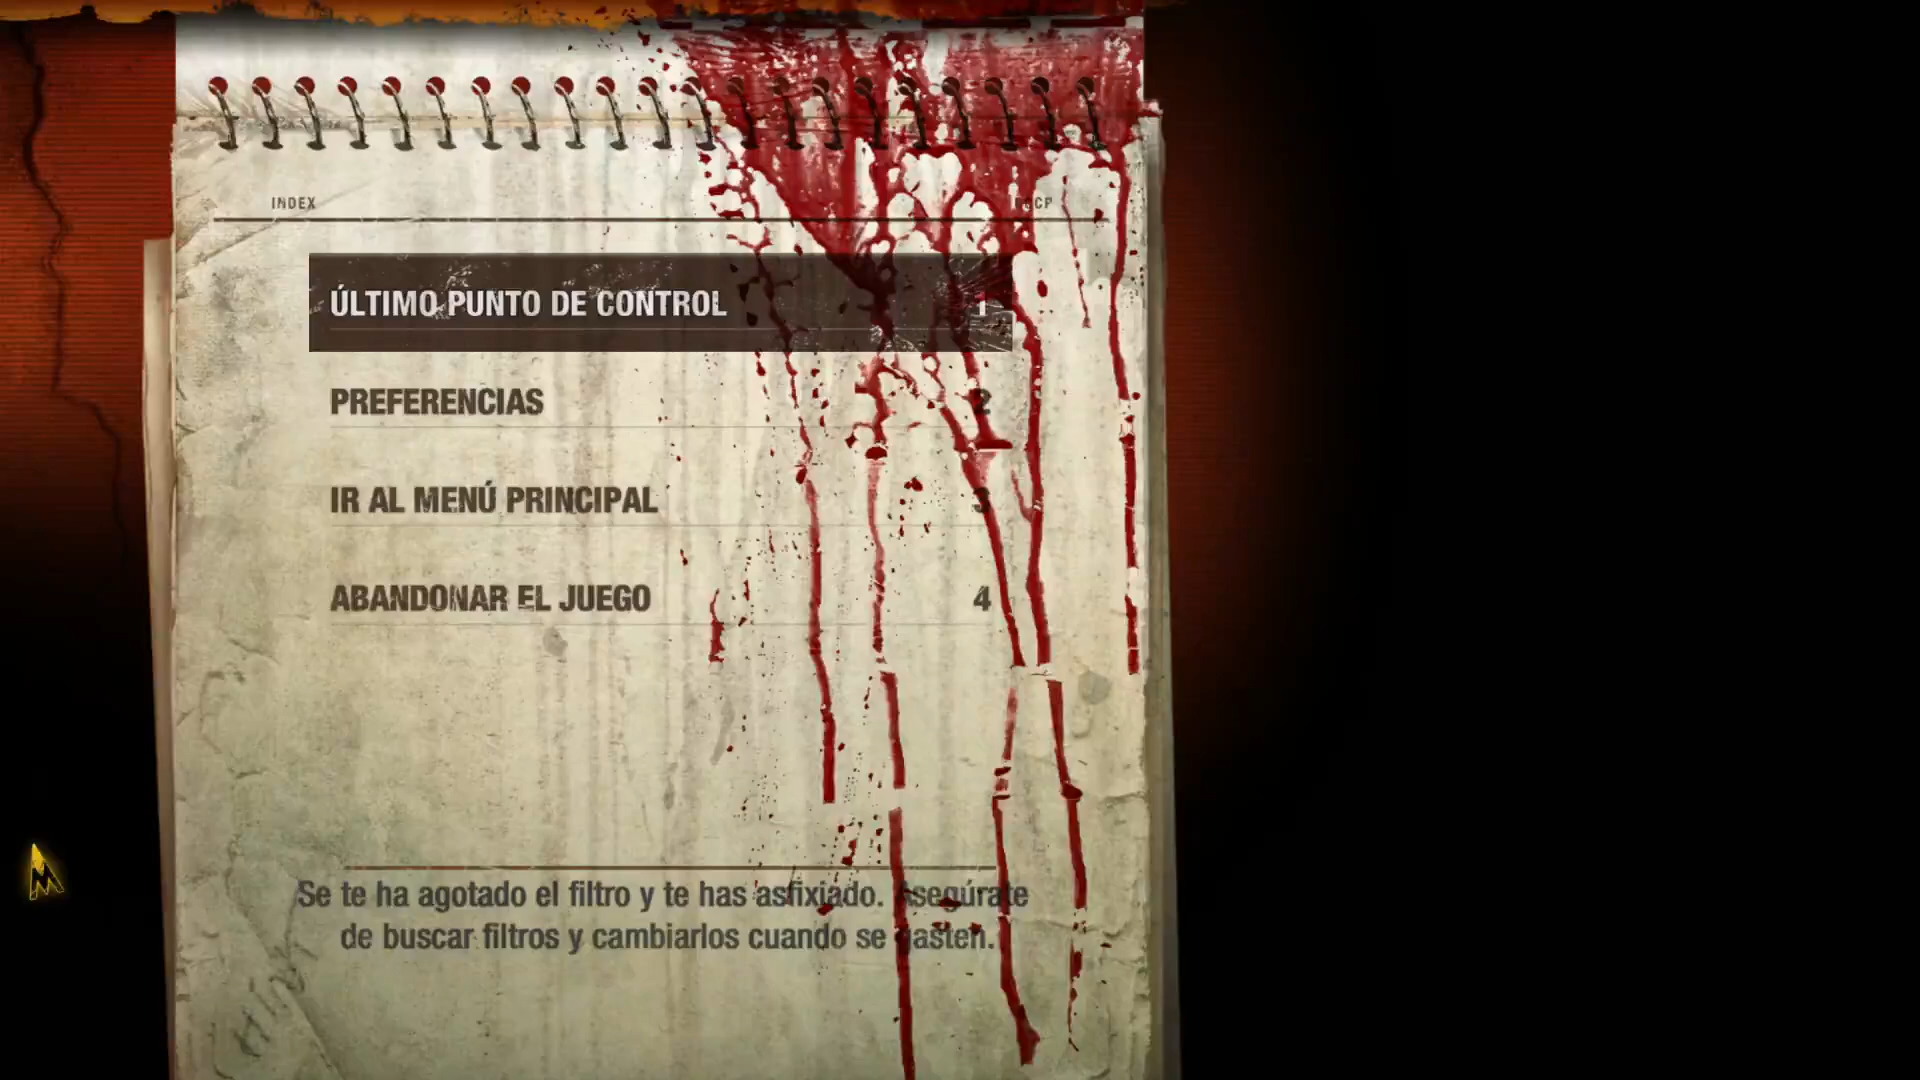 INDEX
ÚLTIMO PUNTO DE CONTROL 1
PREFERENCIAS 2
IR AL MENÚ PRINCIPAL 3
ABANDONAR EL JUEGO 4
Se te ha agotado el filtro y te has asfixiado. Asegúrate
de buscar filtros y cambiarlos cuando se gasten.